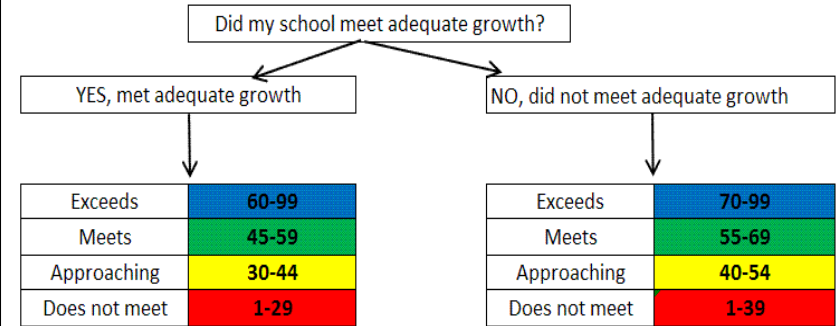 Did my school meet adequate growth?
YES, met adequate growth
NO, did not meet adequate growth
Exceeds 60-99
Meets 45-59
Approaching 30-44
Does not meet 1-29
Exceeds 70-99
Meets 55-69
Approaching 40-54
Does not meet 1-39